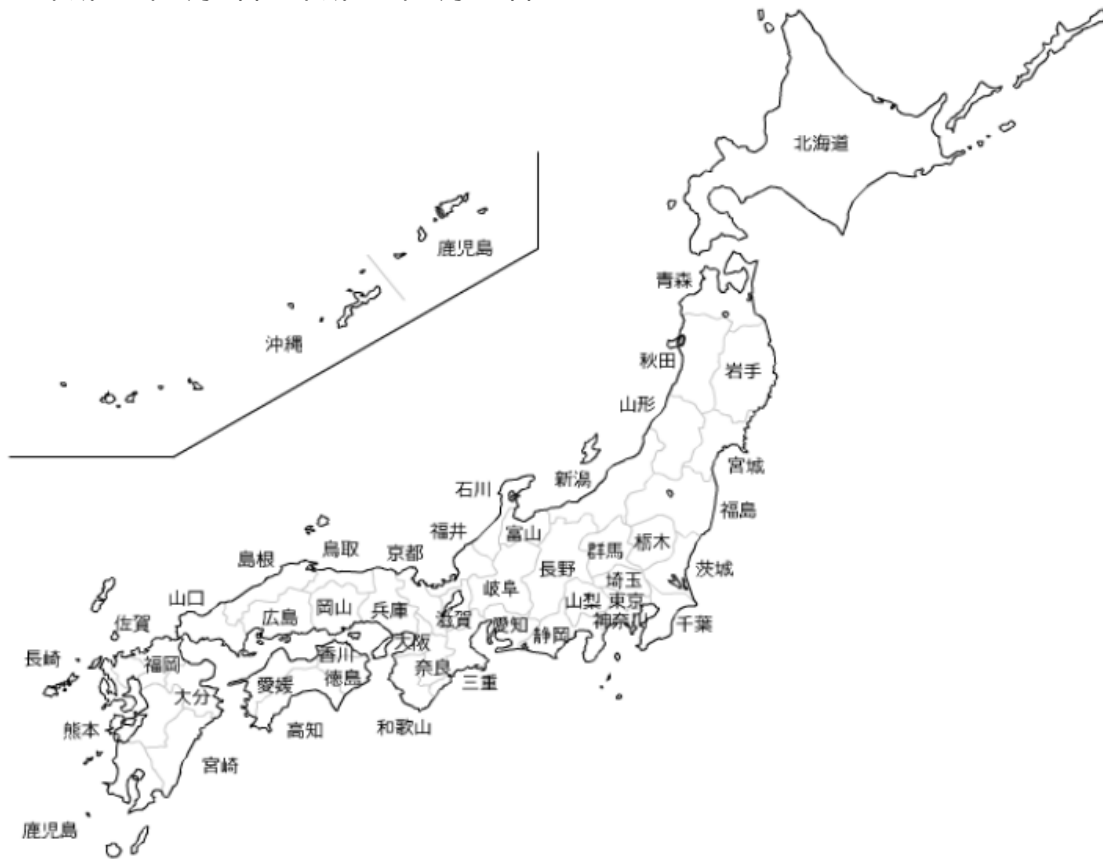 北海道
鹿児島
青森
沖縄
秋田
岩手
山形
宮城
新潟
石川
福島
福井
富山
栃木
群馬
鳥取
京都
島根
長野
茨城
埼玉
岐阜
山梨
東京
山口
岡山
兵庫
広島
滋賀
愛知
神奈川
千葉
佐賀
静岡
大阪
香川
長崎
福岡
奈良
徳島
三重
愛媛
大分
熊本
高知
和歌山
宮崎
鹿児島